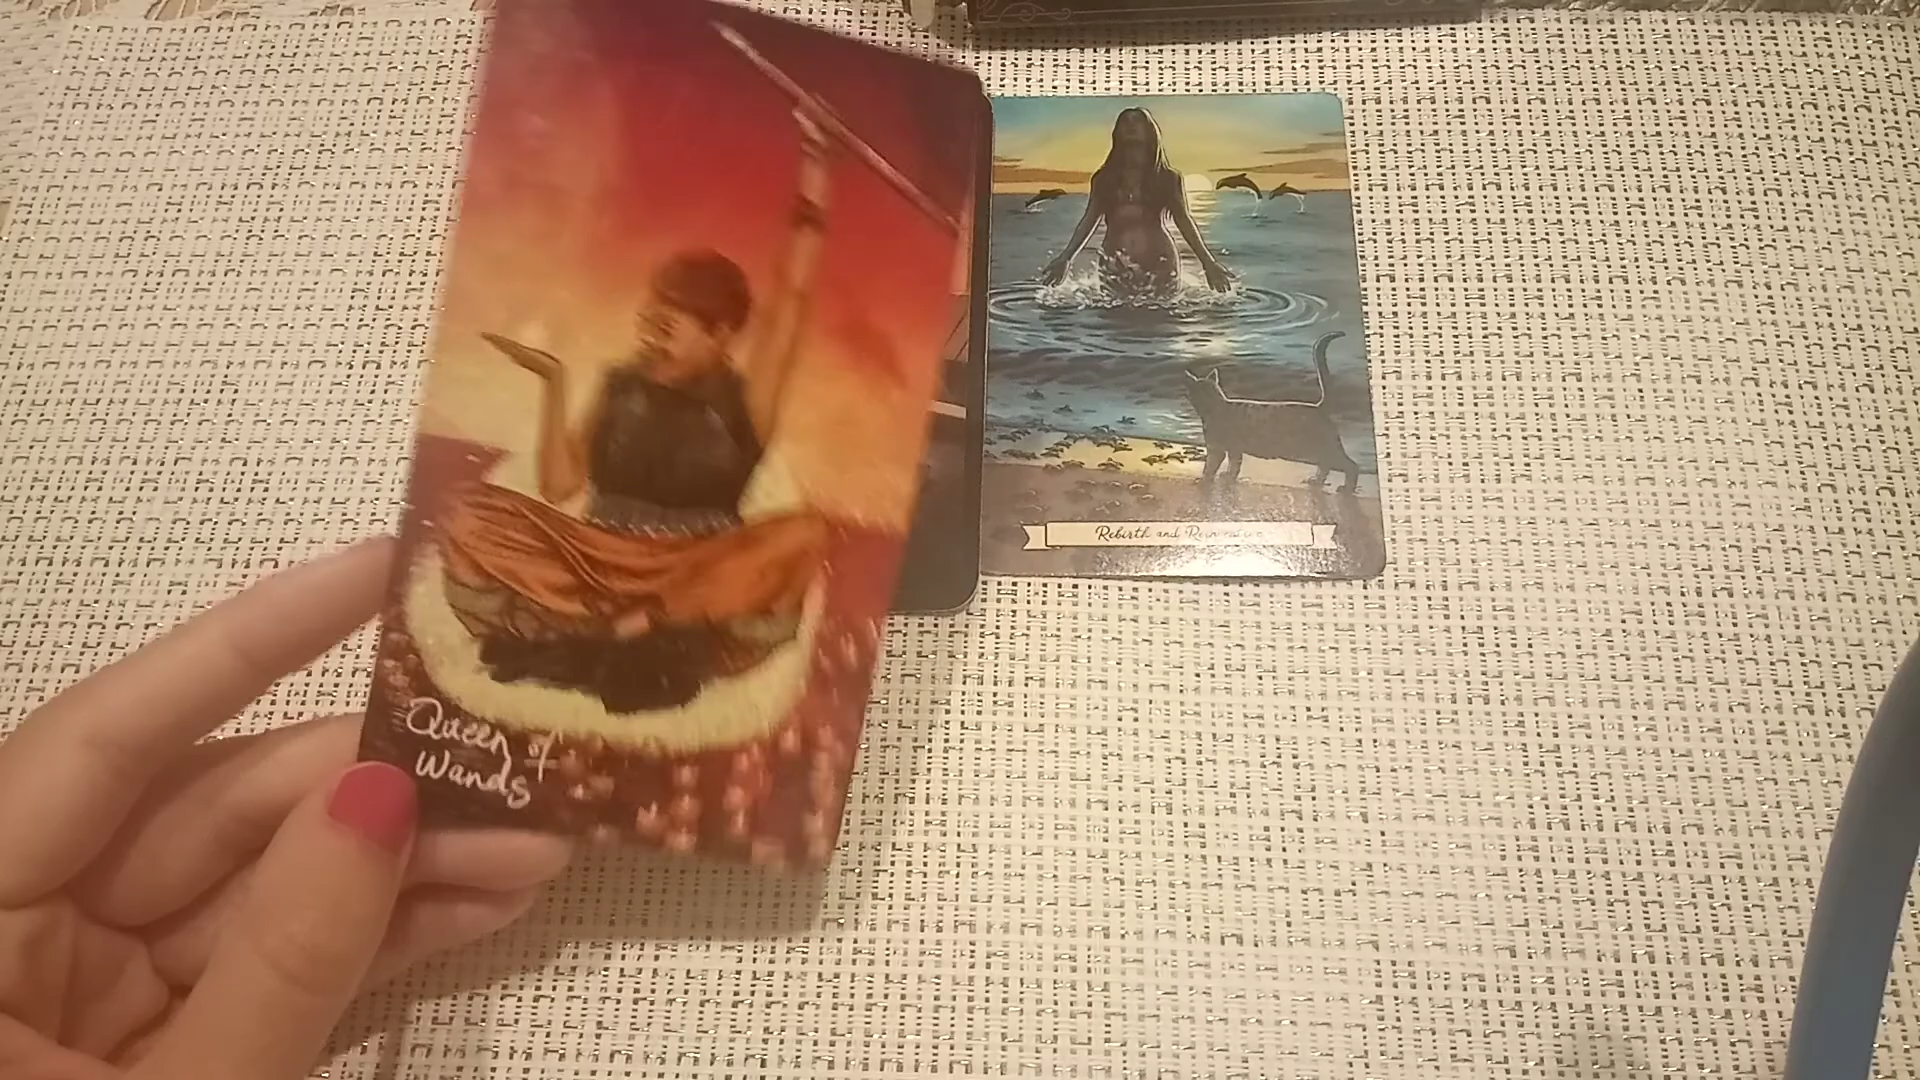 Queen of
Wands
Rebirth and